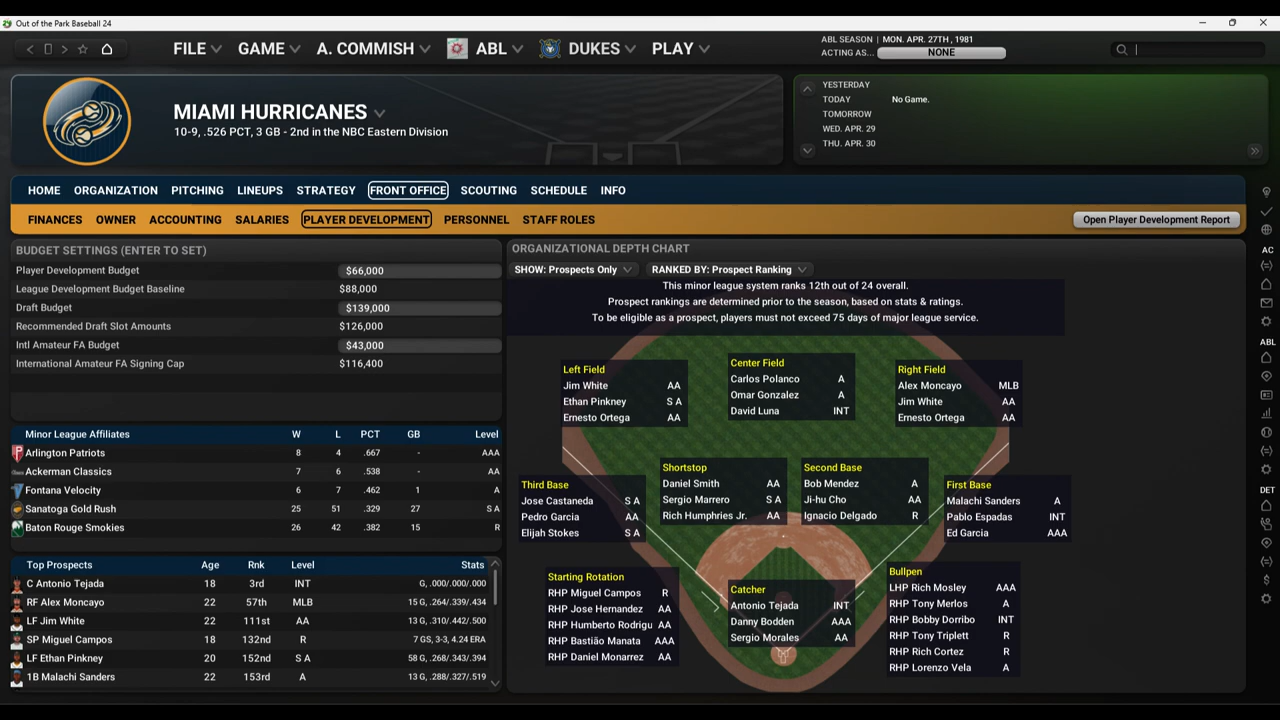 Out of the Park Baseball 24
FILE GAME A. COMMISH ABL DUKES PLAY
ABL SEASON | MON. APR. 27TH, 1981
ACTING AS... NONE
MIAMI HURRICANES
10-9, .526 PCT, 3 GB - 2nd in the NBC Eastern Division
YESTERDAY
TODAY No Game.
TOMORROW
WED. APR. 29
THU. APR. 30
HOME ORGANIZATION PITCHING LINEUPS STRATEGY FRONT OFFICE SCOUTING SCHEDULE INFO
FINANCES OWNER ACCOUNTING SALARIES PLAYER DEVELOPMENT PERSONNEL STAFF ROLES Open Player Development Report
BUDGET SETTINGS (ENTER TO SET)
Player Development Budget $66,000
League Development Budget Baseline $88,000
Draft Budget $139,000
Recommended Draft Slot Amounts $126,000
Intl Amateur FA Budget $43,000
International Amateur FA Signing Cap $116,400
Minor League Affiliates W L PCT GB Level
Arlington Patriots 8 4 .667 - AAA
Ackerman Classics 7 6 .538 - AA
Fontana Velocity 6 7 .462 1 A
Sanatoga Gold Rush 25 51 .329 27 S A
Baton Rouge Smokies 26 42 .382 15 R
Top Prospects Age Rnk Level Stats
C Antonio Tejada 18 3rd INT G, .000/.000/.000
RF Alex Moncayo 22 57th MLB 15 G, .264/.339/.434
LF Jim White 22 111st AA 13 G, .310/.442/.500
SP Miguel Campos 18 132nd R 7 GS, 3-3, 4.24 ERA
LF Ethan Pinkney 20 152nd S A 58 G, .268/.343/.394
1B Malachi Sanders 22 153rd A 13 G, .288/.327/.519
ORGANIZATIONAL DEPTH CHART
SHOW: Prospects Only RANKED BY: Prospect Ranking
This minor league system ranks 12th out of 24 overall.
Prospect rankings are determined prior to the season, based on stats & ratings.
To be eligible as a prospect, players must not exceed 75 days of major league service.
Left Field
Jim White AA
Ethan Pinkney S A
Ernesto Ortega AA
Center Field
Carlos Polanco A
Omar Gonzalez A
David Luna INT
Right Field
Alex Moncayo MLB
Jim White AA
Ernesto Ortega AA
Third Base
Jose Castaneda S A
Pedro Garcia AA
Elijah Stokes S A
Shortstop
Daniel Smith AA
Sergio Marrero S A
Rich Humphries Jr. AA
Second Base
Bob Mendez A
Ji-hu Cho AA
Ignacio Delgado R
First Base
Malachi Sanders A
Pablo Espadas INT
Ed Garcia AAA
Starting Rotation
RHP Miguel Campos R
RHP Jose Hernandez AA
RHP Humberto Rodrigu AA
RHP Bastião Manata AAA
RHP Daniel Monarrez AA
Catcher
Antonio Tejada INT
Danny Bodden AAA
Sergio Morales AA
Bullpen
LHP Rich Mosley AAA
RHP Tony Merlos A
RHP Bobby Dorribo INT
RHP Tony Triplett R
RHP Rich Cortez R
RHP Lorenzo Vela A
AC
ABL
DET